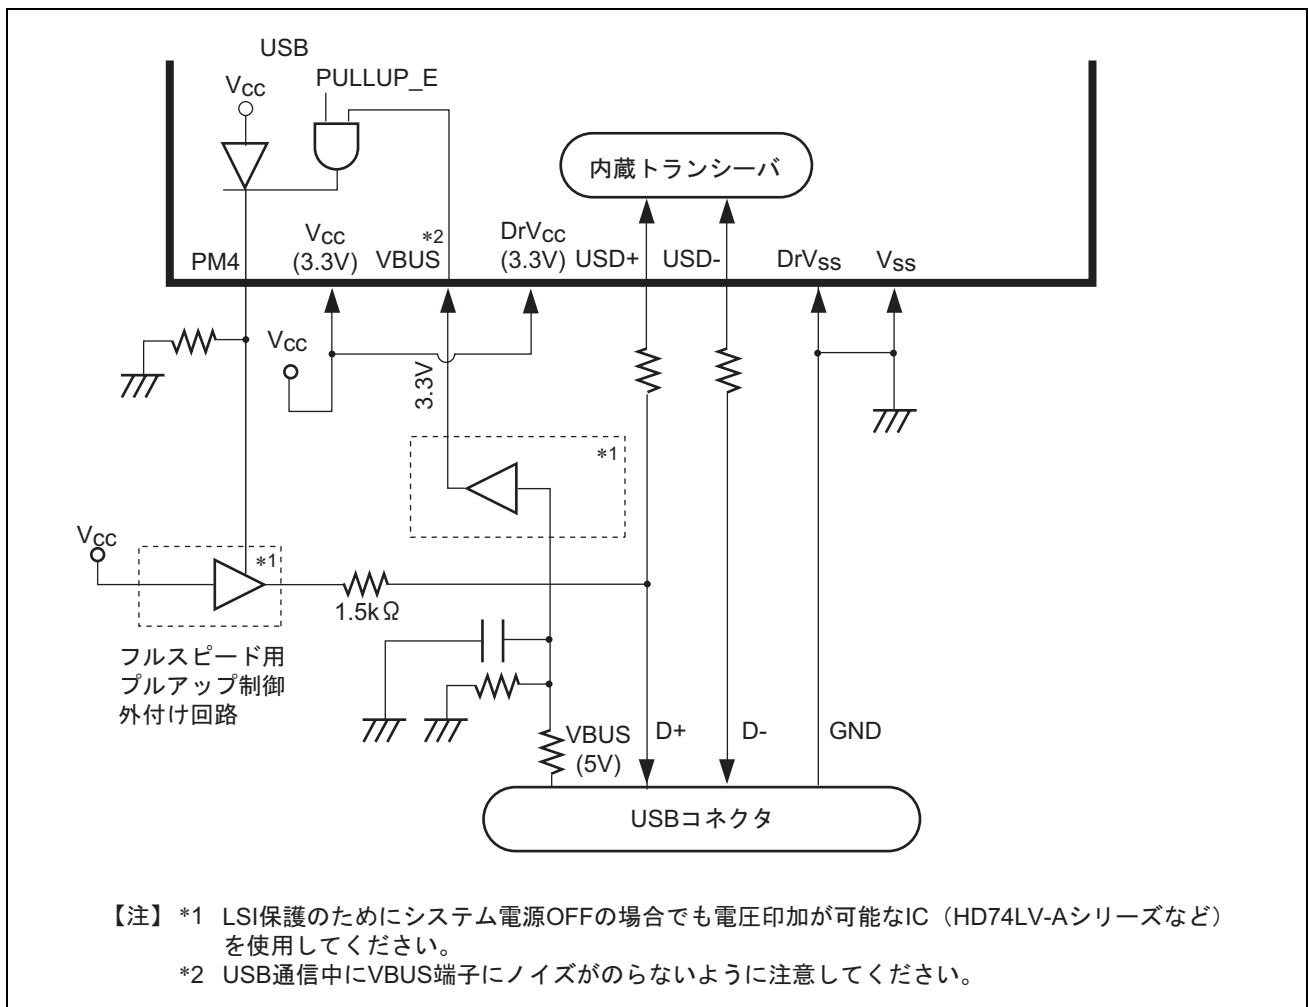 USB
Vcc
PULLUP_E
内蔵トランシーバ
PM4
Vcc
(3.3V)
*2
VBUS
DrVcc
(3.3V)
USD+
USD-
DrVss
Vss
Vcc
3.3V
*1
Vcc
*1
1.5kΩ
フルスピード用
プルアップ制御
外付け回路
VBUS
(5V)
D+
D-
GND
USBコネクタ
【注】 *1 LSI保護のためにシステム電源OFFの場合でも電圧印加が可能なIC（HD74LV-Aシリーズなど）
を使用してください。
*2 USB通信中にVBUS端子にノイズがのらないように注意してください。